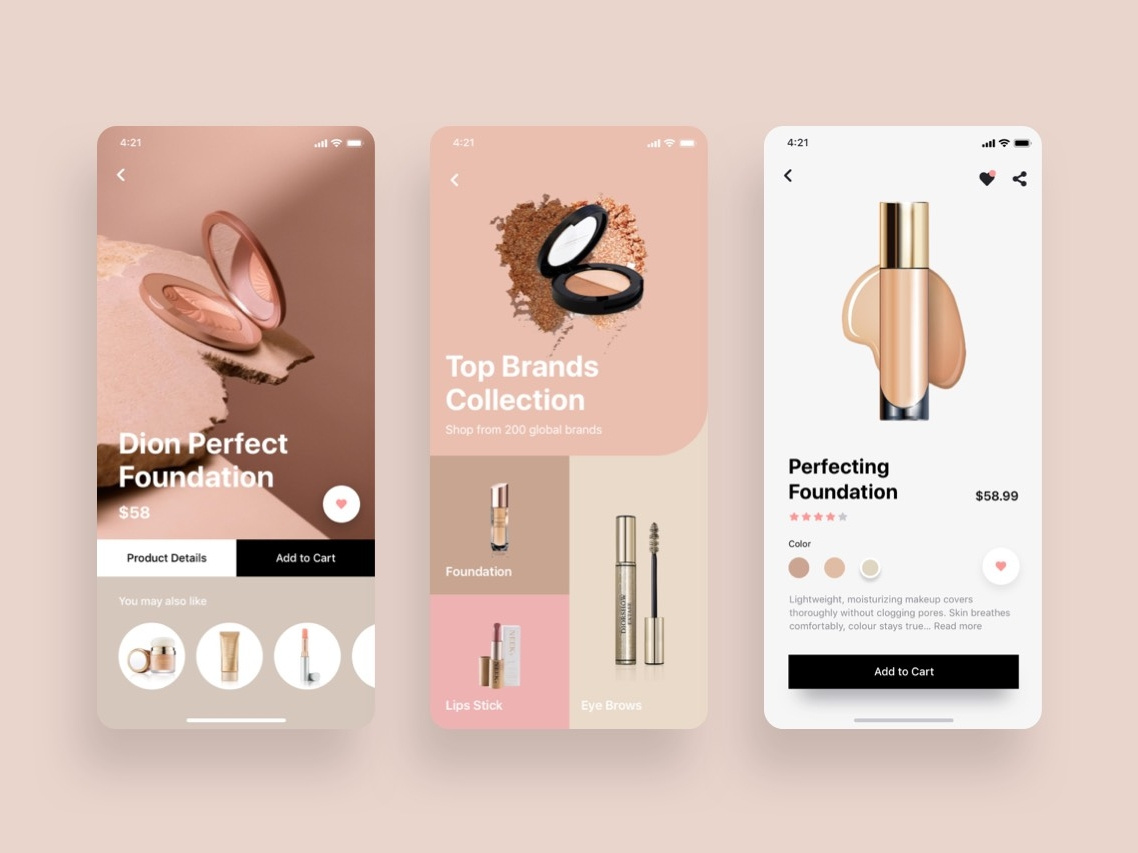 4:21
Dion Perfect
Foundation
$58
Product Details
Add to Cart
You may also like
4:21
Top Brands
Collection
Shop from 200 global brands
Foundation
Lips Stick
Eye Brows
4:21
Perfecting
Foundation
$58.99
Color
Lightweight, moisturizing makeup covers
thoroughly without clogging pores. Skin breathes
comfortably, colour stays true... Read more
Add to Cart